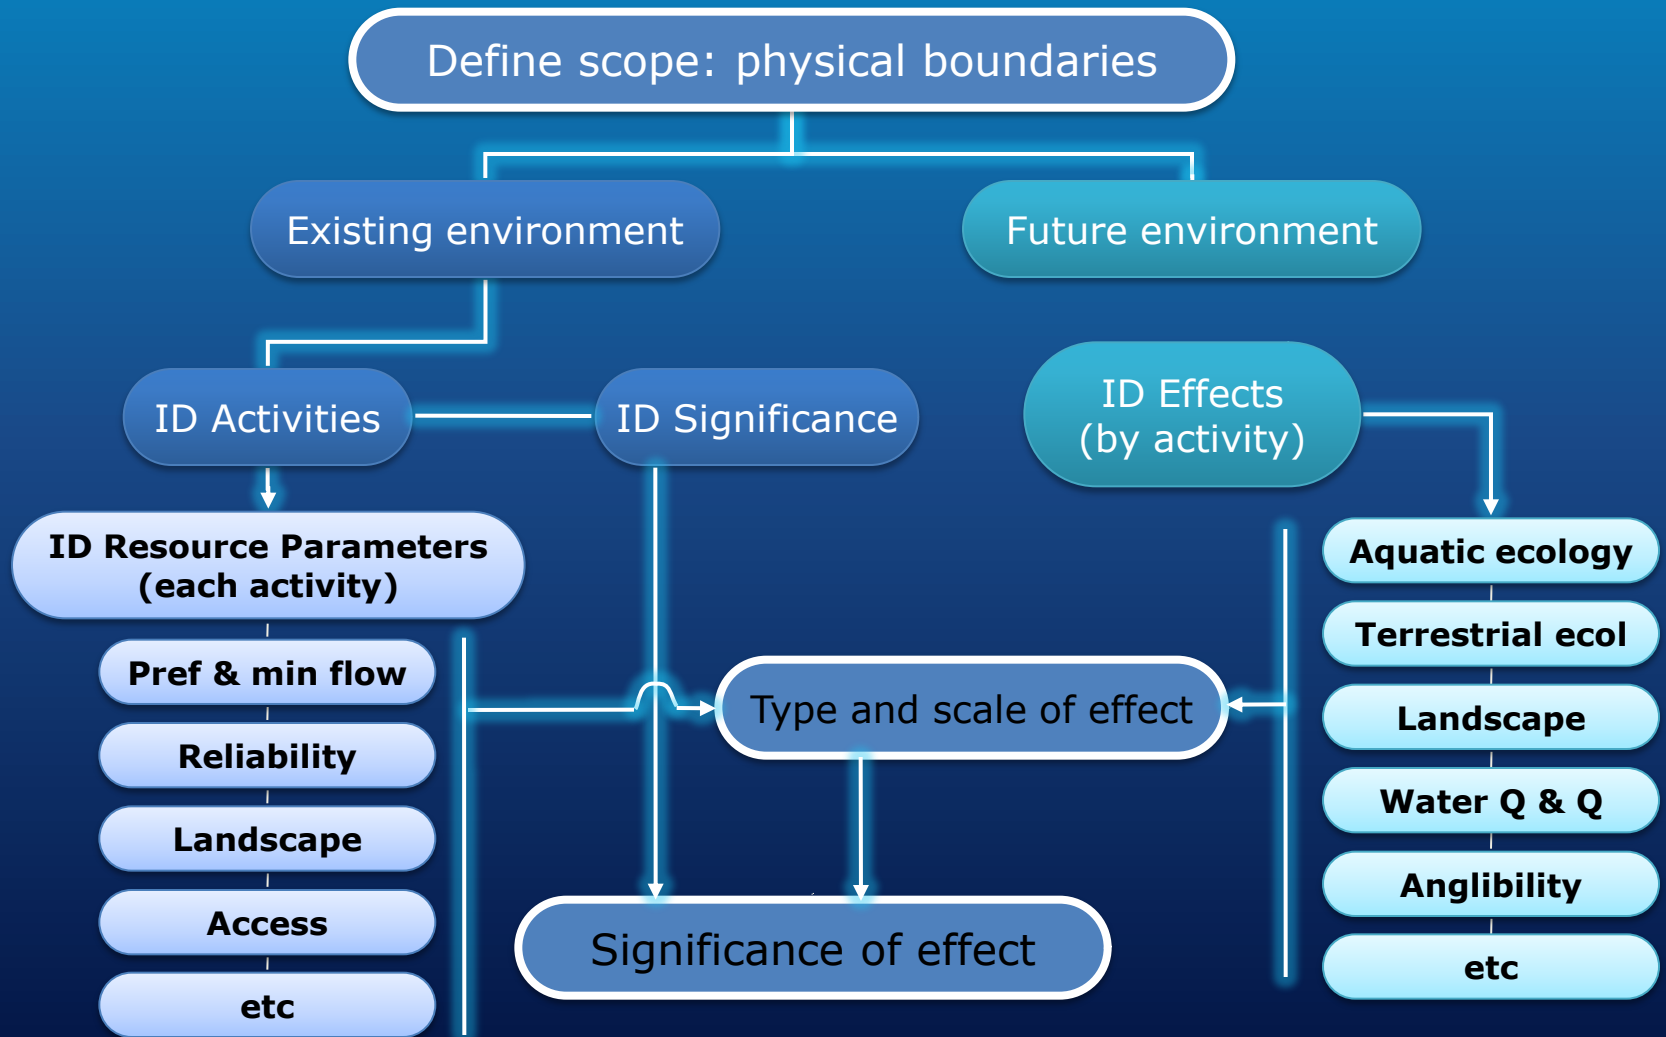 Define scope: physical boundaries
Existing environment
Future environment
ID Activities
ID Significance
ID Effects
(by activity)
ID Resource Parameters
(each activity)
Pref & min flow
Reliability
Landscape
Access
etc
Type and scale of effect
Significance of effect
Aquatic ecology
Terrestrial ecol
Landscape
Water Q & Q
Anglibility
etc